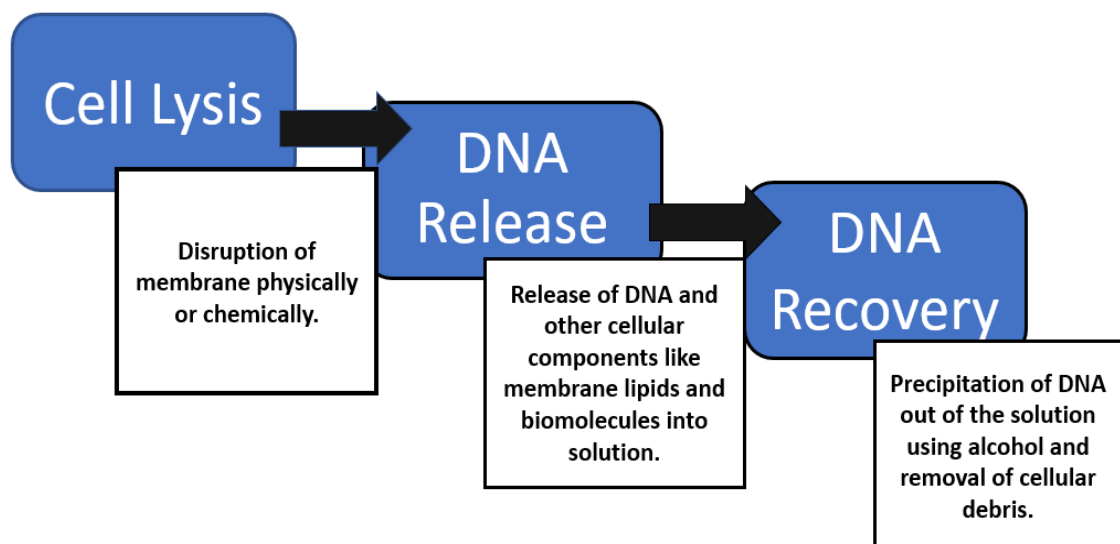 Cell Lysis
Disruption of
membrane physically
or chemically.
DNA
Release
Release of DNA and
other cellular
components like
membrane lipids and
biomolecules into
solution.
DNA
Recovery
Precipitation of DNA
out of the solution
using alcohol and
removal of cellular
debris.